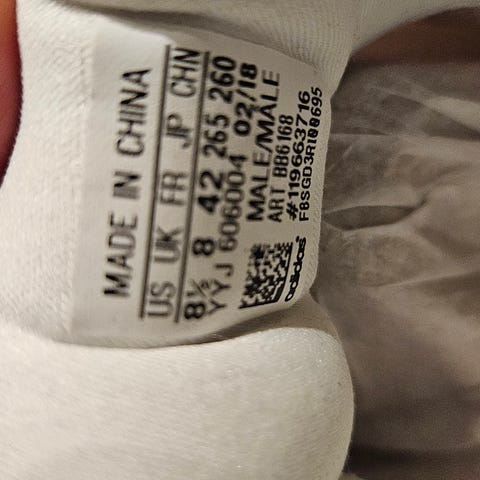 MADE IN CHINA
US UK FR JP CHN
8½ 8 42 265 260
YYJ 606004 02/18
MALE/MALE
ART BB6168
#119663716
F8SGD3R100695
adidas